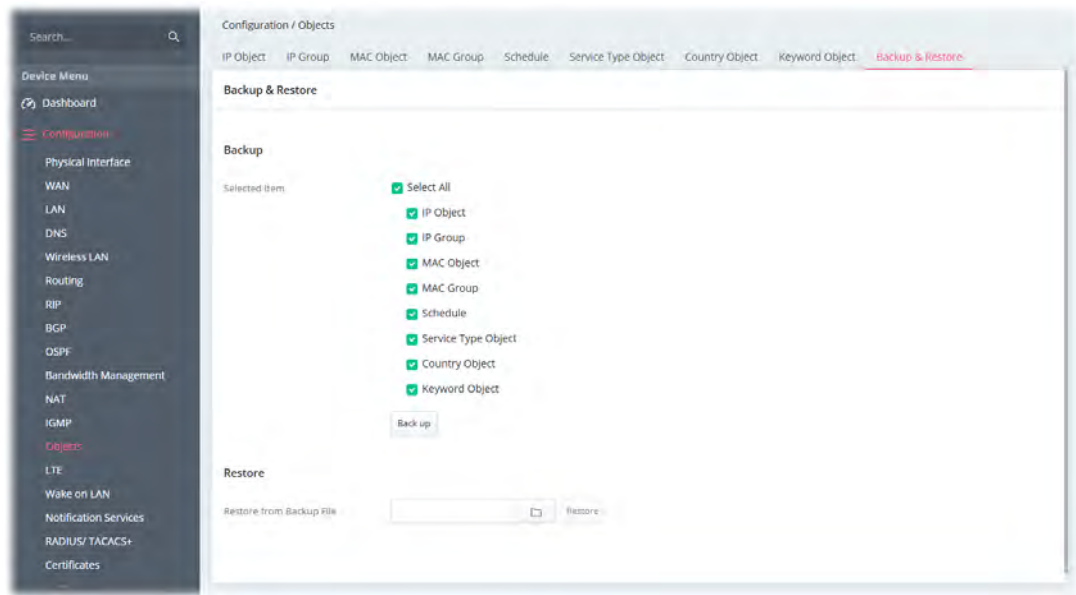 Search...
Device Menu
Dashboard
Configuration
Physical Interface
WAN
LAN
DNS
Wireless LAN
Routing
RIP
BGP
OSPF
Bandwidth Management
NAT
IGMP
Objects
LTE
Wake on LAN
Notification Services
RADIUS/ TACACS+
Certificates
Configuration / Objects
IP Object IP Group MAC Object MAC Group Schedule Service Type Object Country Object Keyword Object Backup & Restore
Backup & Restore
Backup
Selected Item
Select All
IP Object
IP Group
MAC Object
MAC Group
Schedule
Service Type Object
Country Object
Keyword Object
Back up
Restore
Restore from Backup File Restore